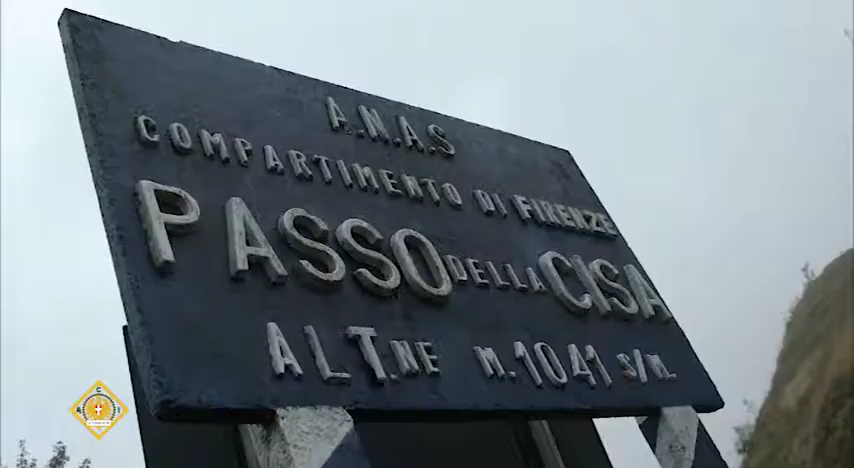 A.N.A.S
COMPARTIMENTO DI FIRENZE
PASSO DELLA CISA
ALT.NE M. 1041 S/M.